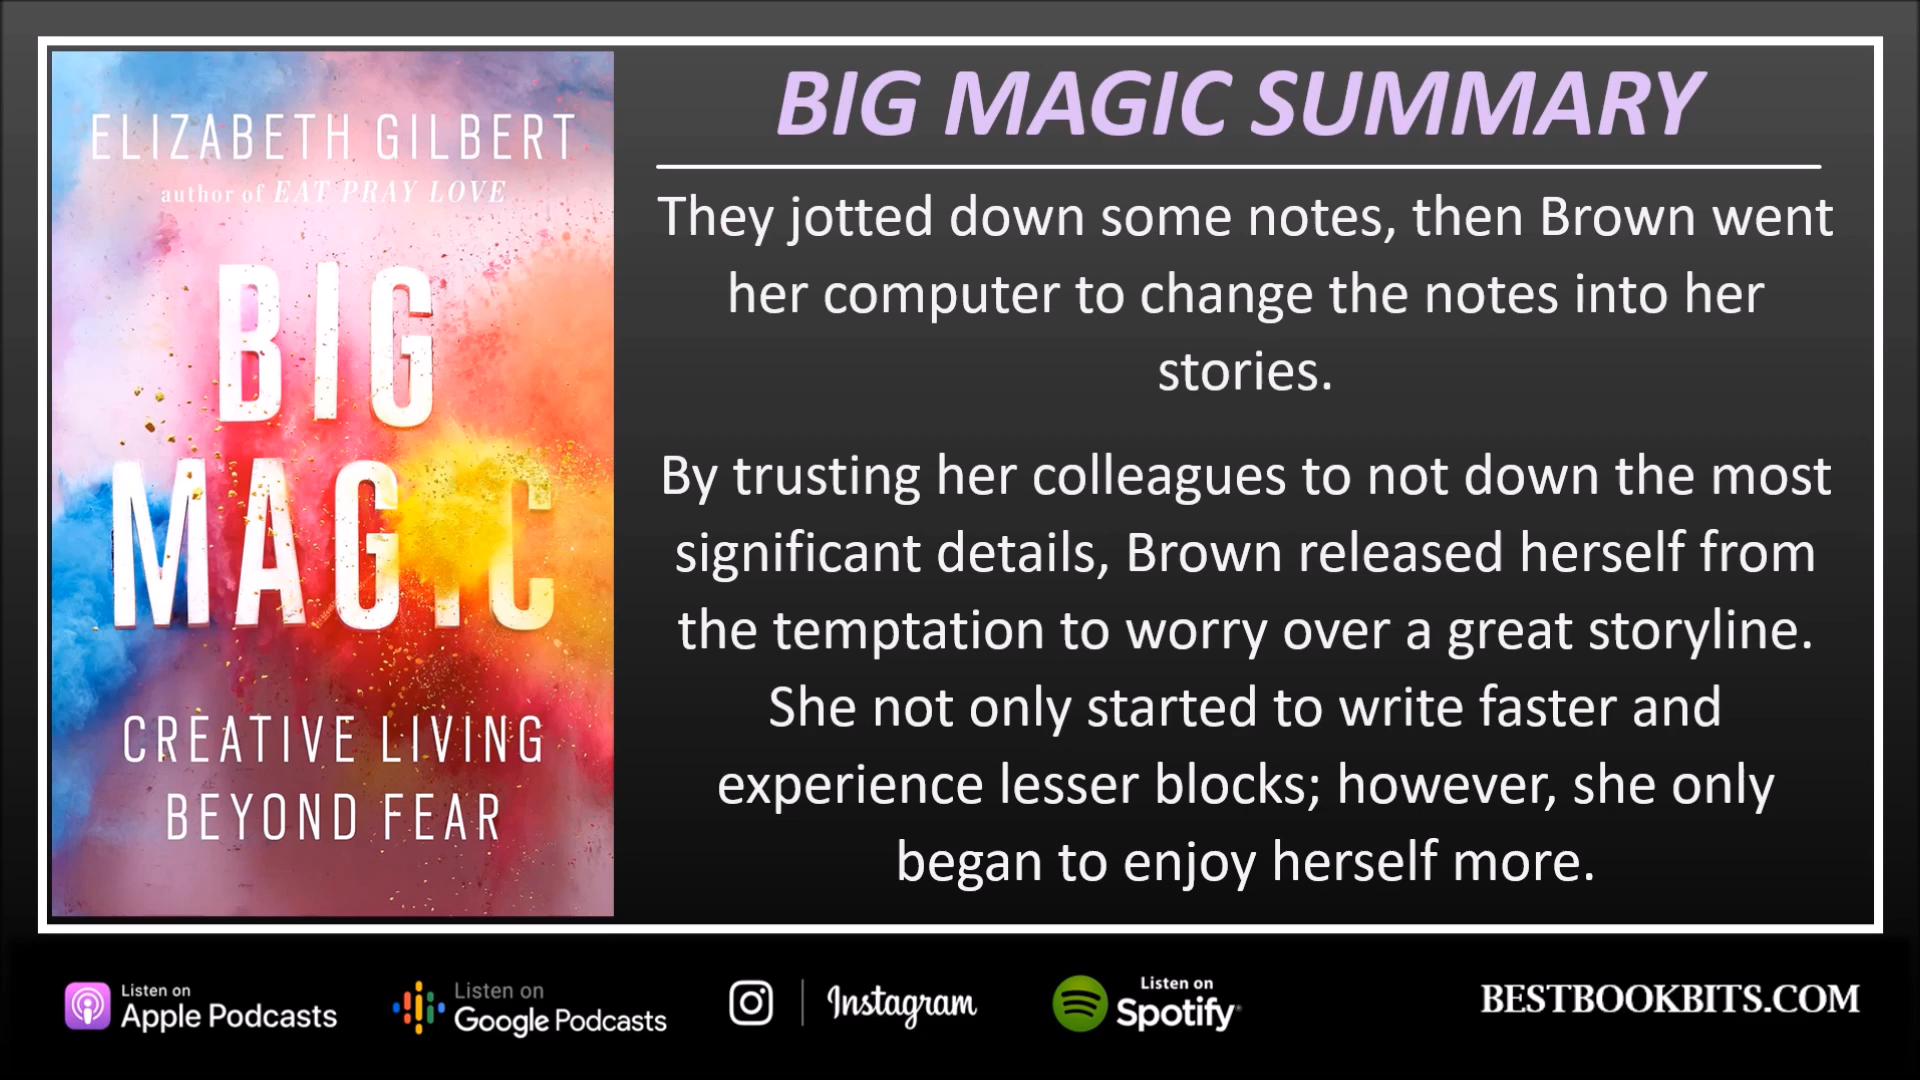 ELIZABETH GILBERT
author of EAT PRAY LOVE
BIG
MAGIC
CREATIVE LIVING
BEYOND FEAR
BIG MAGIC SUMMARY
They jotted down some notes, then Brown went
her computer to change the notes into her
stories.
By trusting her colleagues to not down the most
significant details, Brown released herself from
the temptation to worry over a great storyline.
She not only started to write faster and
experience lesser blocks; however, she only
began to enjoy herself more.
Listen on
Apple Podcasts
Listen on
Google Podcasts
Instagram
Listen on
Spotify
BESTBOOKBITS.COM